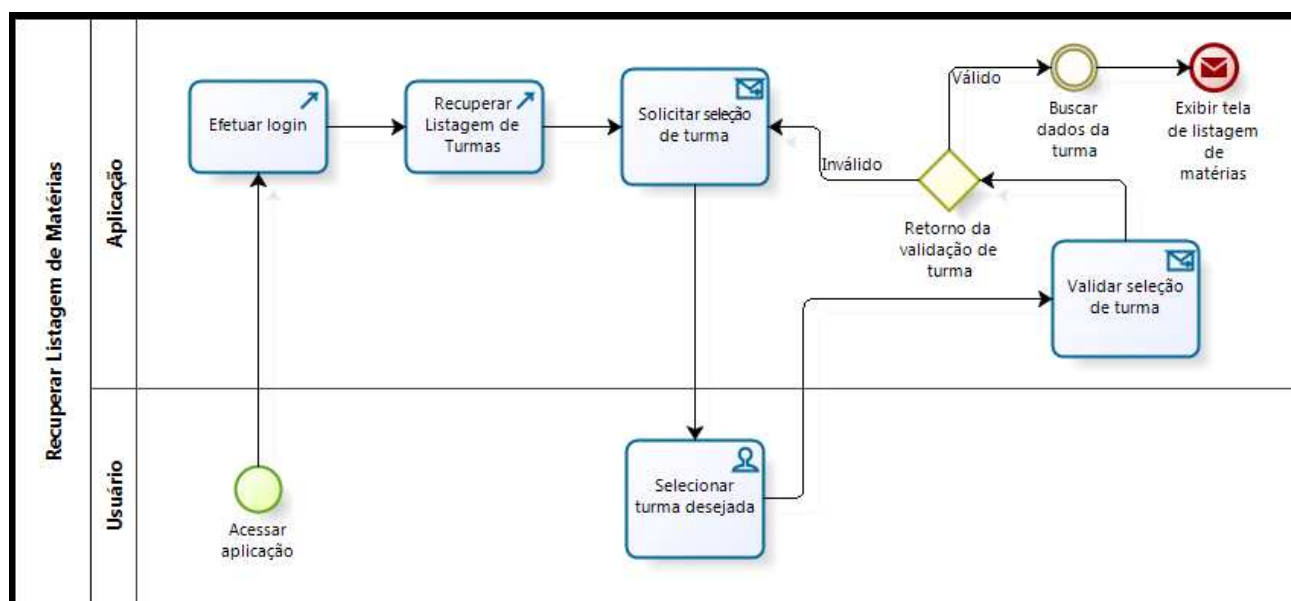 Recuperar Listagem de Matérias
Aplicação
Usuário
Efetuar login
Recuperar
Listagem de
Turmas
Solicitar seleção
de turma
Válido
Buscar
dados da
turma
Exibir tela
de listagem
de
matérias
Inválido
Retorno da
validação de
turma
Validar seleção
de turma
Selecionar
turma desejada
Acessar
aplicação